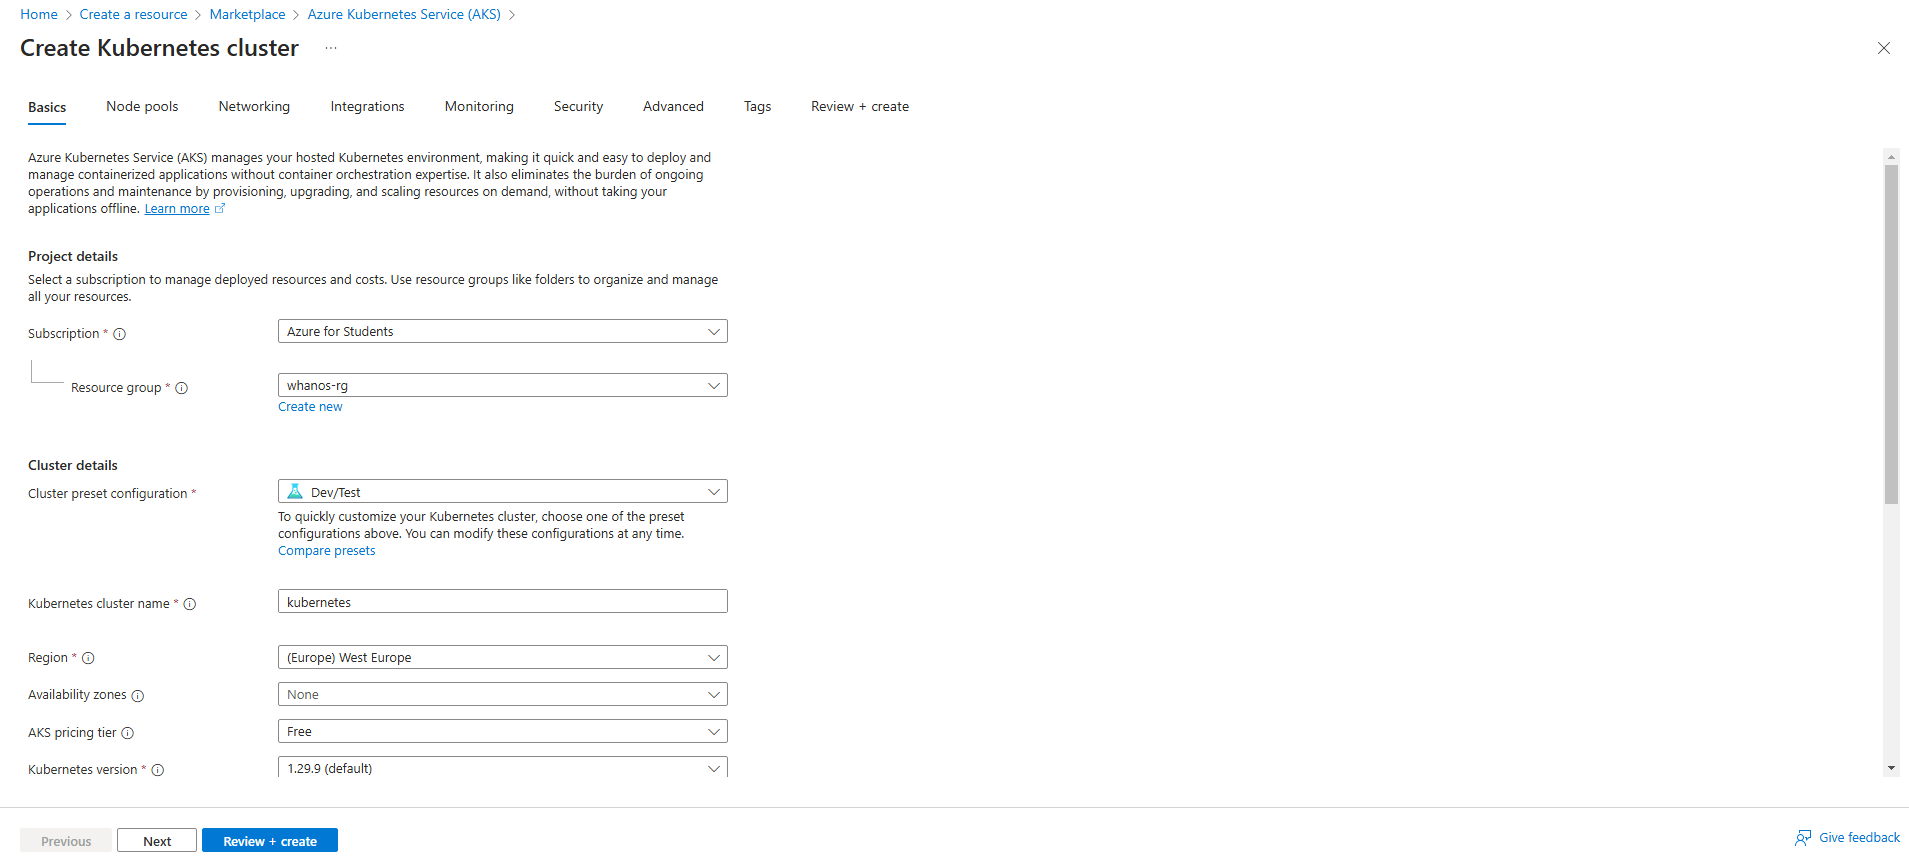 Home > Create a resource > Marketplace > Azure Kubernetes Service (AKS) >
Create Kubernetes cluster ...
Basics Node pools Networking Integrations Monitoring Security Advanced Tags Review + create
Azure Kubernetes Service (AKS) manages your hosted Kubernetes environment, making it quick and easy to deploy and
manage containerized applications without container orchestration expertise. It also eliminates the burden of ongoing
operations and maintenance by provisioning, upgrading, and scaling resources on demand, without taking your
applications offline. Learn more
Project details
Select a subscription to manage deployed resources and costs. Use resource groups like folders to organize and manage
all your resources.
Subscription * Azure for Students
Resource group * whanos-rg
Create new
Cluster details
Cluster preset configuration * Dev/Test
To quickly customize your Kubernetes cluster, choose one of the preset
configurations above. You can modify these configurations at any time.
Compare presets
Kubernetes cluster name * kubernetes
Region * (Europe) West Europe
Availability zones None
AKS pricing tier Free
Kubernetes version * 1.29.9 (default)
Previous Next Review + create Give feedback